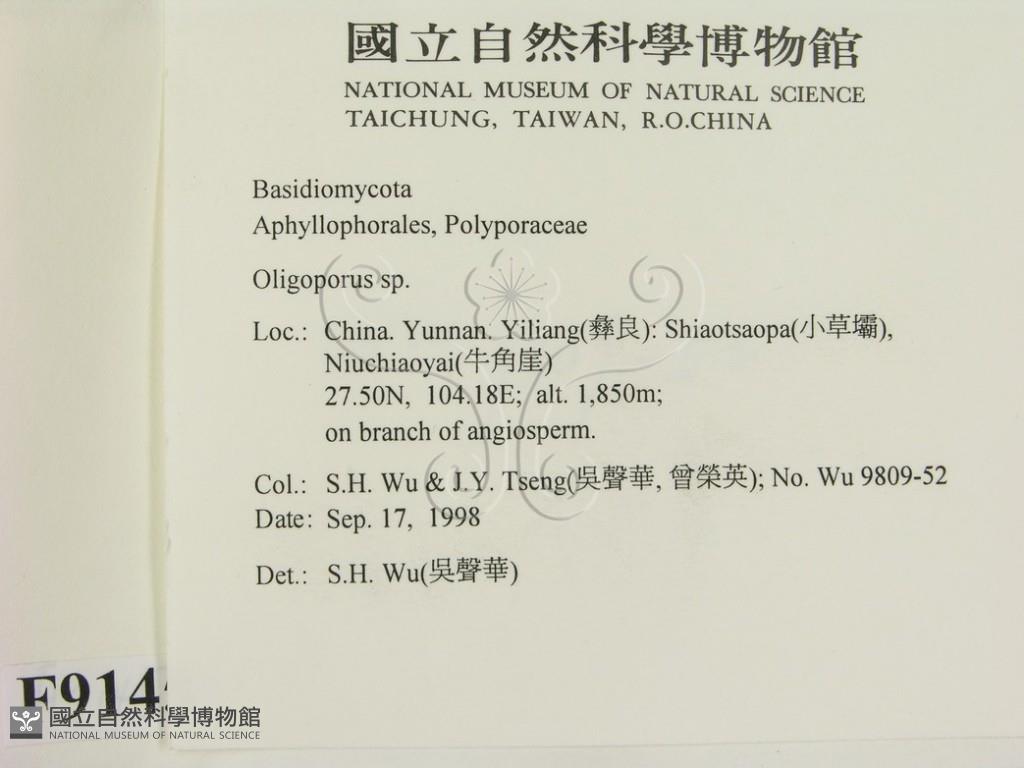 國立自然科學博物館
NATIONAL MUSEUM OF NATURAL SCIENCE
TAICHUNG, TAIWAN, R.O.CHINA
Basidiomycota
Aphyllophorales, Polyporaceae
Oligoporus sp.
Loc.: China. Yunnan. Yiliang(彝良): Shiaotsaopa(小草壩),
Niuchiaoyai(牛角崖)
27.50N, 104.18E; alt. 1,850m;
on branch of angiosperm.
Col.: S.H. Wu & J.Y. Tseng(吳聲華, 曾榮英); No. Wu 9809-52
Date: Sep. 17, 1998
Det.: S.H. Wu(吳聲華)
國立自然科學博物館
NATIONAL MUSEUM OF NATURAL SCIENCE